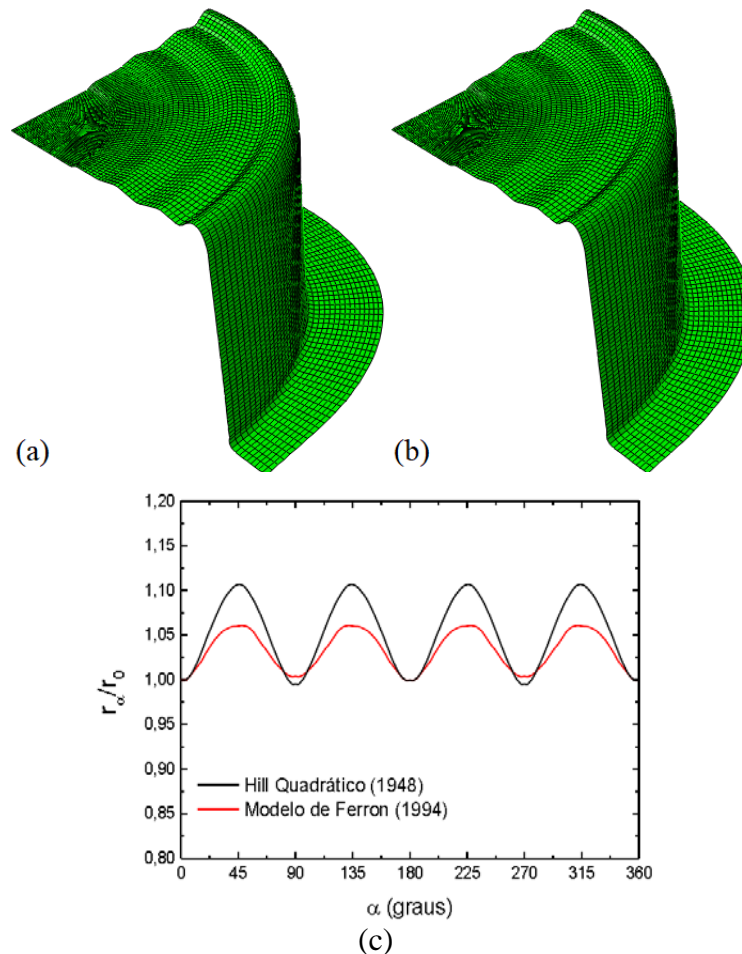 (a)
(b)
1,20
1,15
1,10
1,05
1,00
0,95
0,90
0,85
0,80
rα/r0
Hill Quadrático (1948)
Modelo de Ferron (1994)
0 45 90 135 180 225 270 315 360
α (graus)
(c)